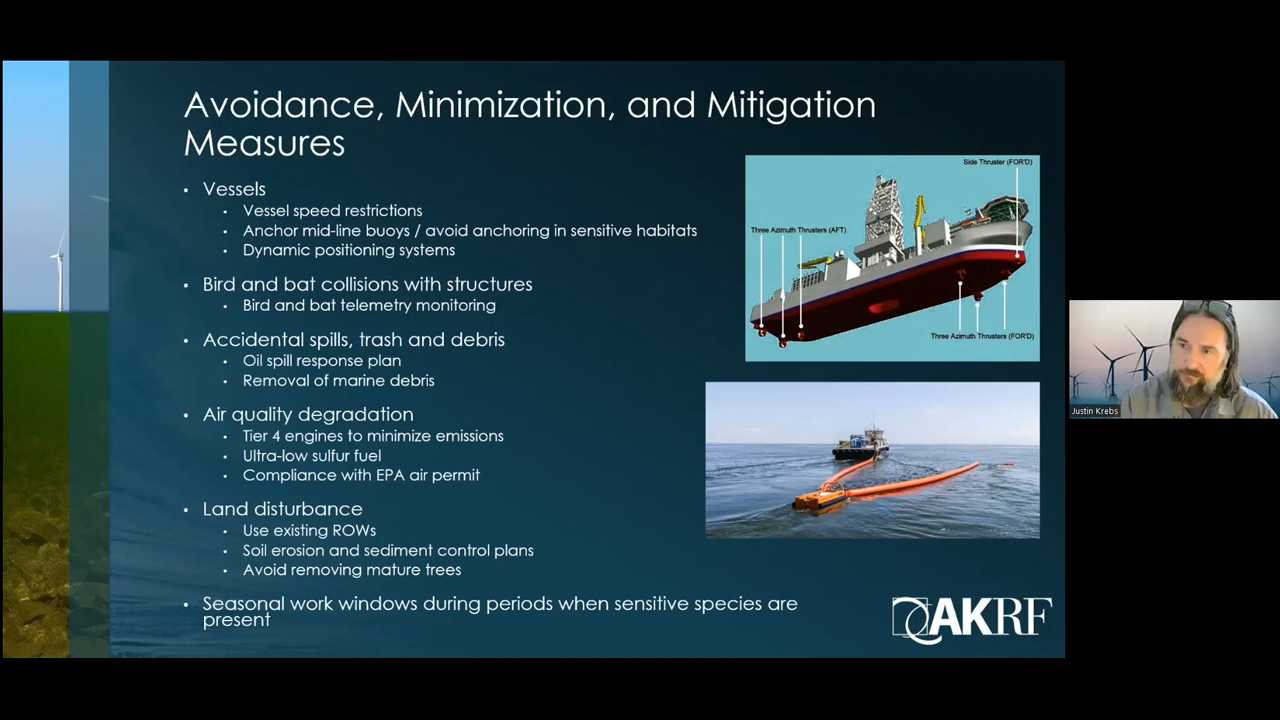 Avoidance, Minimization, and Mitigation
Measures
• Vessels
• Vessel speed restrictions
• Anchor mid-line buoys / avoid anchoring in sensitive habitats
• Dynamic positioning systems
• Bird and bat collisions with structures
• Bird and bat telemetry monitoring
• Accidental spills, trash and debris
• Oil spill response plan
• Removal of marine debris
• Air quality degradation
• Tier 4 engines to minimize emissions
• Ultra-low sulfur fuel
• Compliance with EPA air permit
• Land disturbance
• Use existing ROWs
• Soil erosion and sediment control plans
• Avoid removing mature trees
• Seasonal work windows during periods when sensitive species are
present
Side Thruster (FOR'D)
Three Azimuth Thrusters (AFT)
Three Azimuth Thrusters (FOR'D)
AKRF
Justin Krebs